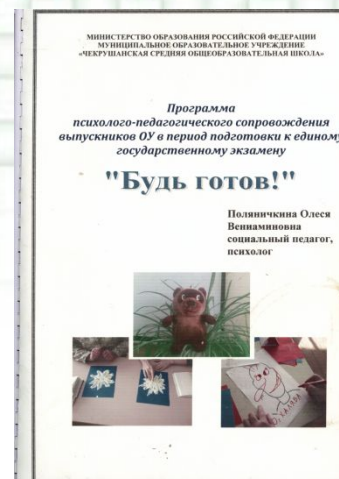 МИНИСТЕРСТВО ОБРАЗОВАНИЯ РОССИЙСКОЙ ФЕДЕРАЦИИ
МУНИЦИПАЛЬНОЕ ОБРАЗОВАТЕЛЬНОЕ УЧРЕЖДЕНИЕ
«ЧЕКРУШАНСКАЯ СРЕДНЯЯ ОБЩЕОБРАЗОВАТЕЛЬНАЯ ШКОЛА»
Программа
психолого-педагогического сопровождения
выпускников ОУ в период подготовки к единому
государственному экзамену
"Будь готов!"
Поляничкина Олеся
Вениаминовна
социальный педагог,
психолог